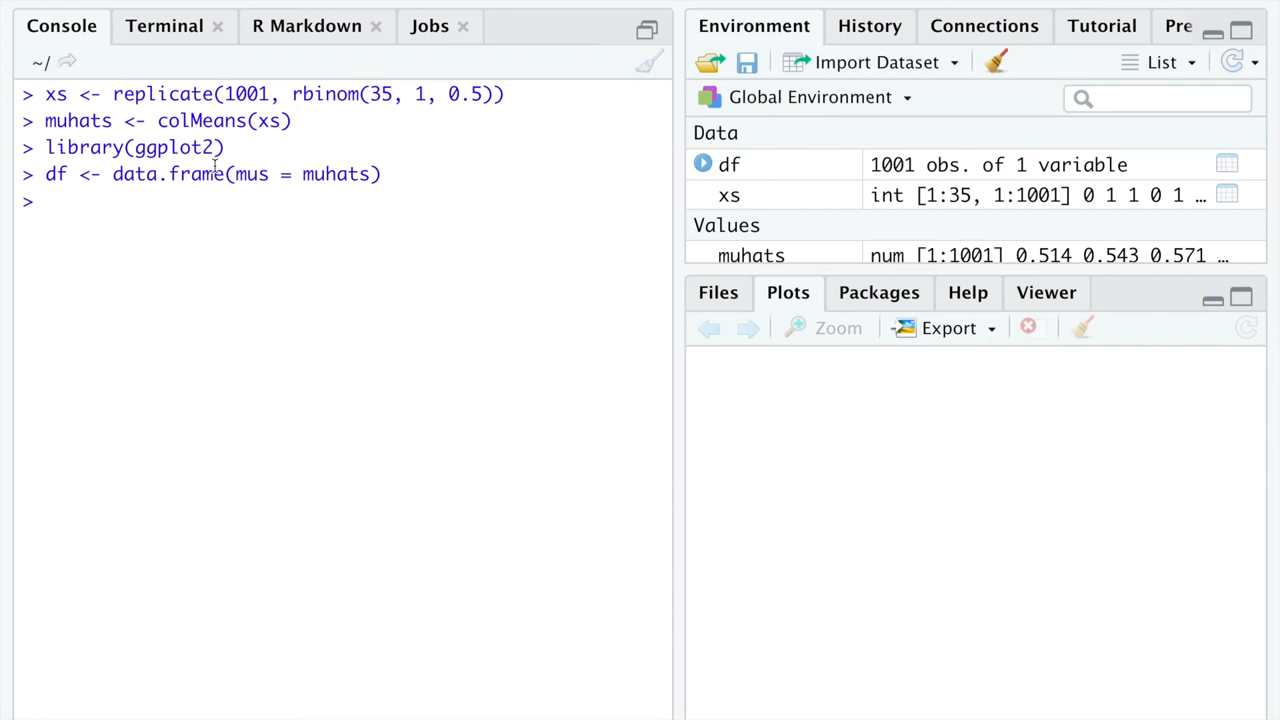 Console Terminal × R Markdown × Jobs ×
~/
> xs <- replicate(1001, rbinom(35, 1, 0.5))
> muhats <- colMeans(xs)
> library(ggplot2)
> df <- data.frame(mus = muhats)
>
Environment History Connections Tutorial Pre
Import Dataset List
Global Environment
Data
df 1001 obs. of 1 variable
xs int [1:35, 1:1001] 0 1 1 0 1 …
Values
muhats num [1:1001] 0.514 0.543 0.571 …
Files Plots Packages Help Viewer
Zoom Export